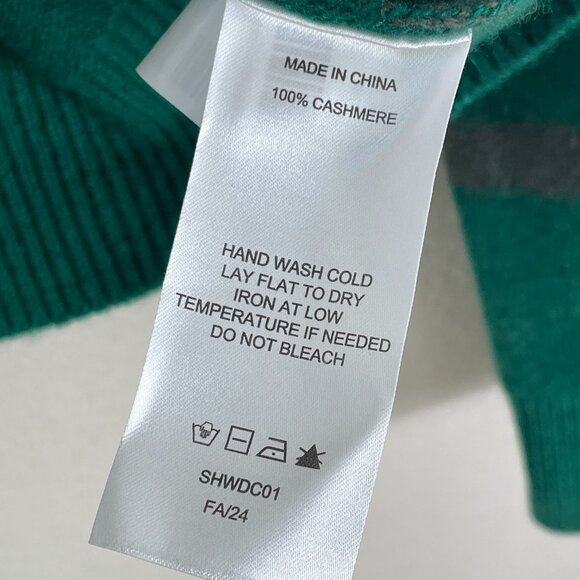 MADE IN CHINA
100% CASHMERE
HAND WASH COLD
LAY FLAT TO DRY
IRON AT LOW
TEMPERATURE IF NEEDED
DO NOT BLEACH
SHWDC01
FA/24